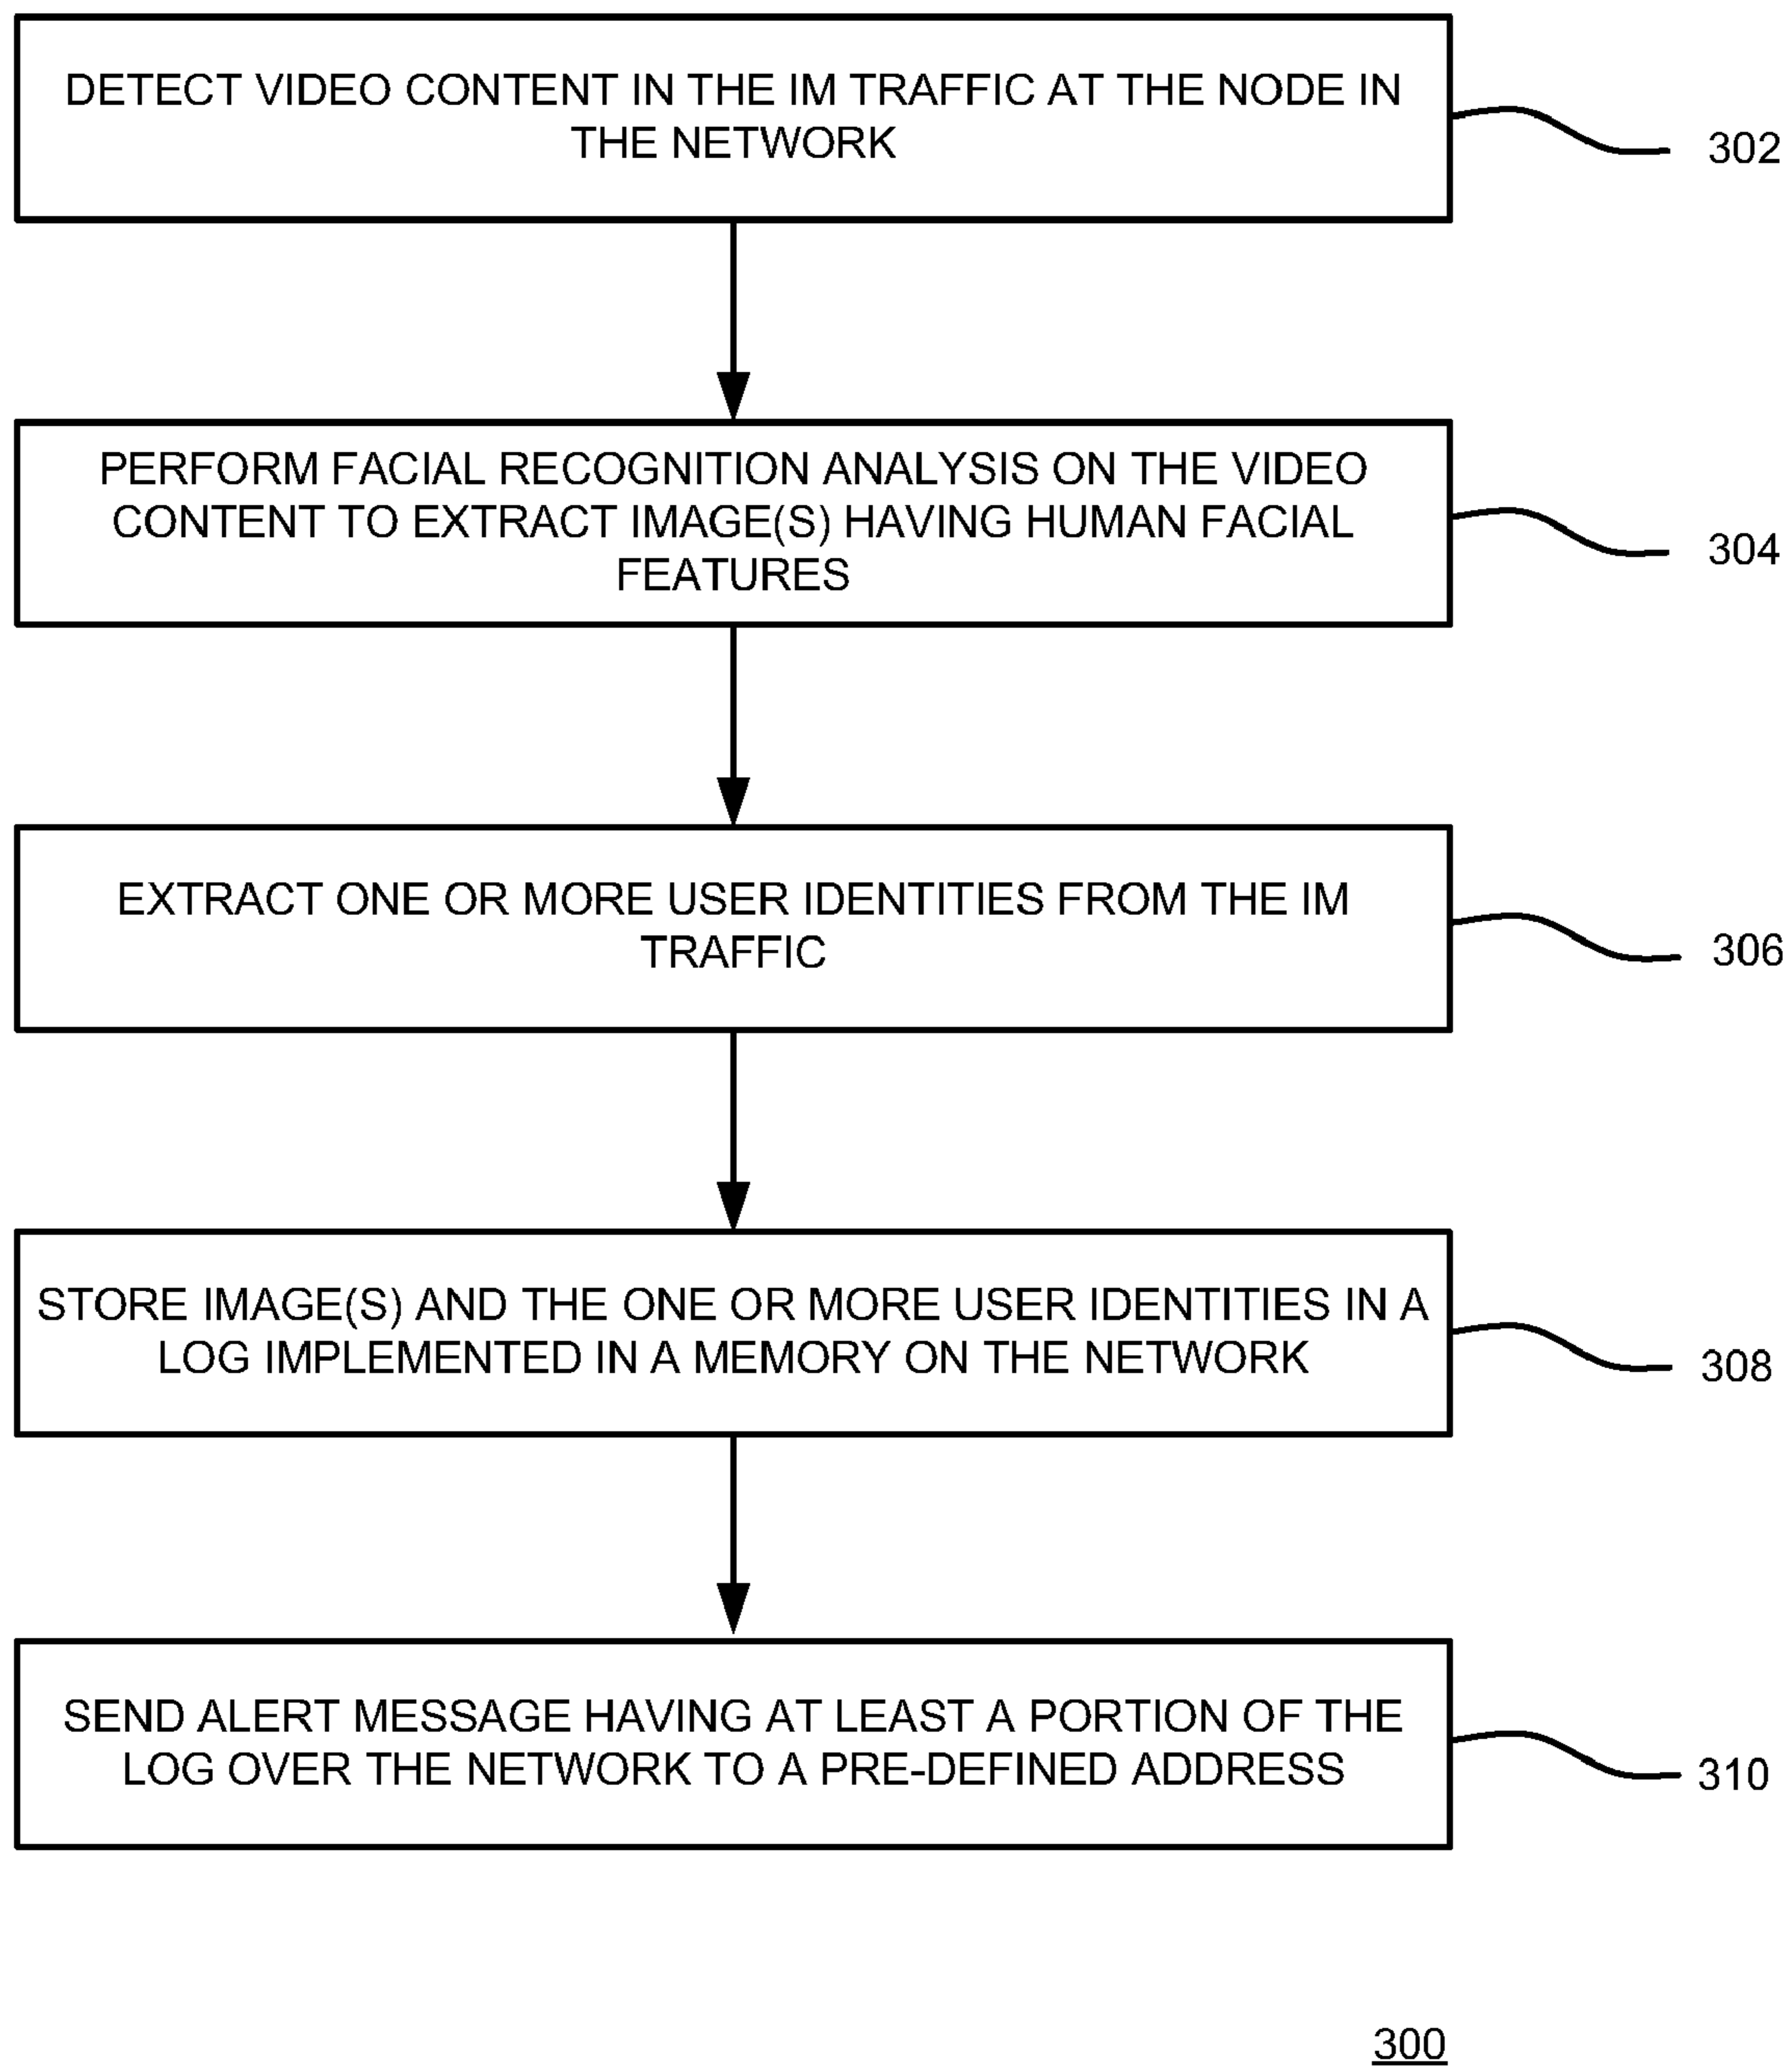 DETECT VIDEO CONTENT IN THE IM TRAFFIC AT THE NODE IN
THE NETWORK
302
PERFORM FACIAL RECOGNITION ANALYSIS ON THE VIDEO
CONTENT TO EXTRACT IMAGE(S) HAVING HUMAN FACIAL
FEATURES
304
EXTRACT ONE OR MORE USER IDENTITIES FROM THE IM
TRAFFIC
306
STORE IMAGE(S) AND THE ONE OR MORE USER IDENTITIES IN A
LOG IMPLEMENTED IN A MEMORY ON THE NETWORK
308
SEND ALERT MESSAGE HAVING AT LEAST A PORTION OF THE
LOG OVER THE NETWORK TO A PRE-DEFINED ADDRESS
310
300